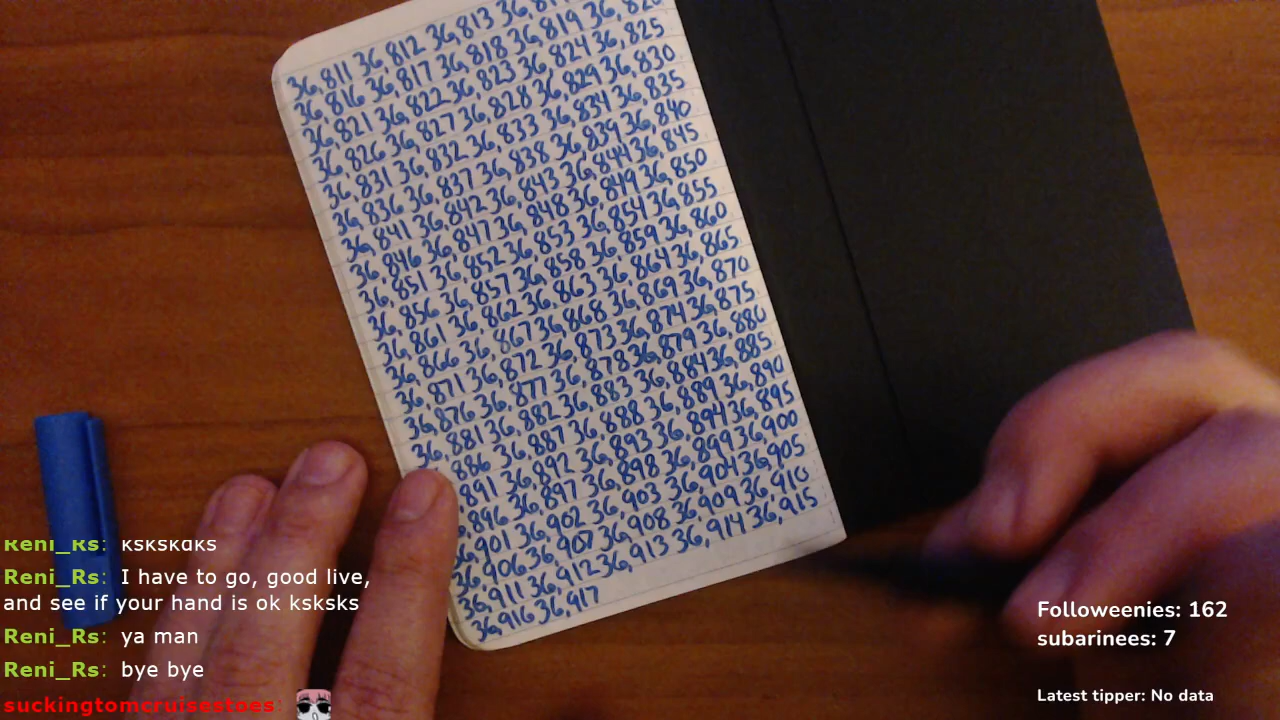 36,811 36,812 36,813 36,81
36,816 36,817 36,818 36,819 36,820
36,821 36,822 36,823 36,824 36,825
36,826 36,827 36,828 36,829 36,830
36,831 36,832 36,833 36,834 36,835
36,836 36,837 36,838 36,839 36,840
36,841 36,842 36,843 36,844 36,845
36,846 36,847 36,848 36,849 36,850
36,851 36,852 36,853 36,854 36,855
36,856 36,857 36,858 36,859 36,860
36,861 36,862 36,863 36,864 36,865
36,866 36,867 36,868 36,869 36,870
36,871 36,872 36,873 36,874 36,875
36,876 36,877 36,878 36,879 36,880
36,881 36,882 36,883 36,884 36,885
886 36,887 36,888 36,889 36,890
891 36,892 36,893 36,894 36,895
896 36,897 36,898 36,899 36,900
36,901 36,902 36,903 36,904 36,905
36,906 36,907 36,908 36,909 36,910
36,911 36,912 36,913 36,914 36,915
36,916 36,917
Reni_Rs: kskskaks
Reni_Rs: I have to go, good live,
and see if your hand is ok ksksks
Reni_Rs: ya man
Reni_Rs: bye bye
suckingtomcruisestoes:
Followeenies: 162
subarinees: 7
Latest tipper: No data